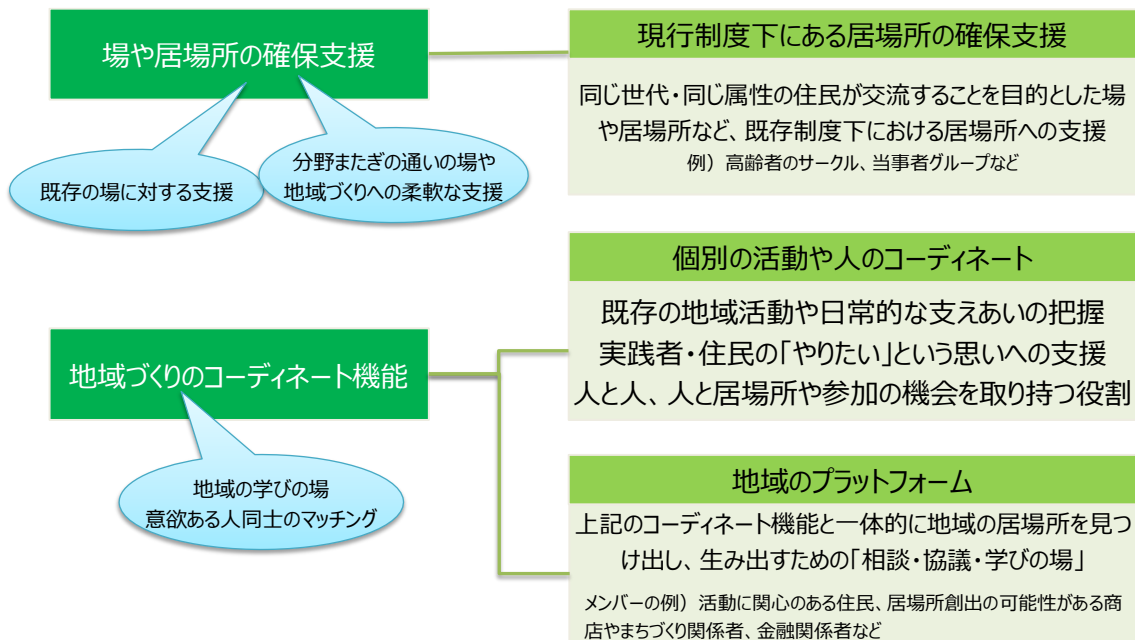 場や居場所の確保支援
既存の場に対する支援
分野またぎの通いの場や
地域づくりへの柔軟な支援
現行制度下にある居場所の確保支援
同じ世代・同じ属性の住民が交流することを目的とした場
や居場所など、既存制度下における居場所への支援
例）高齢者のサークル、当事者グループなど
地域づくりのコーディネート機能
地域の学びの場
意欲ある人同士のマッチング
個別の活動や人のコーディネート
既存の地域活動や日常的な支えあいの把握
実践者・住民の「やりたい」という思いへの支援
人と人、人と居場所や参加の機会を取り持つ役割
地域のプラットフォーム
上記のコーディネート機能と一体的に地域の居場所を見つ
け出し、生み出すための「相談・協議・学びの場」
メンバーの例）活動に関心のある住民、居場所創出の可能性がある商
店やまちづくり関係者、金融関係者など